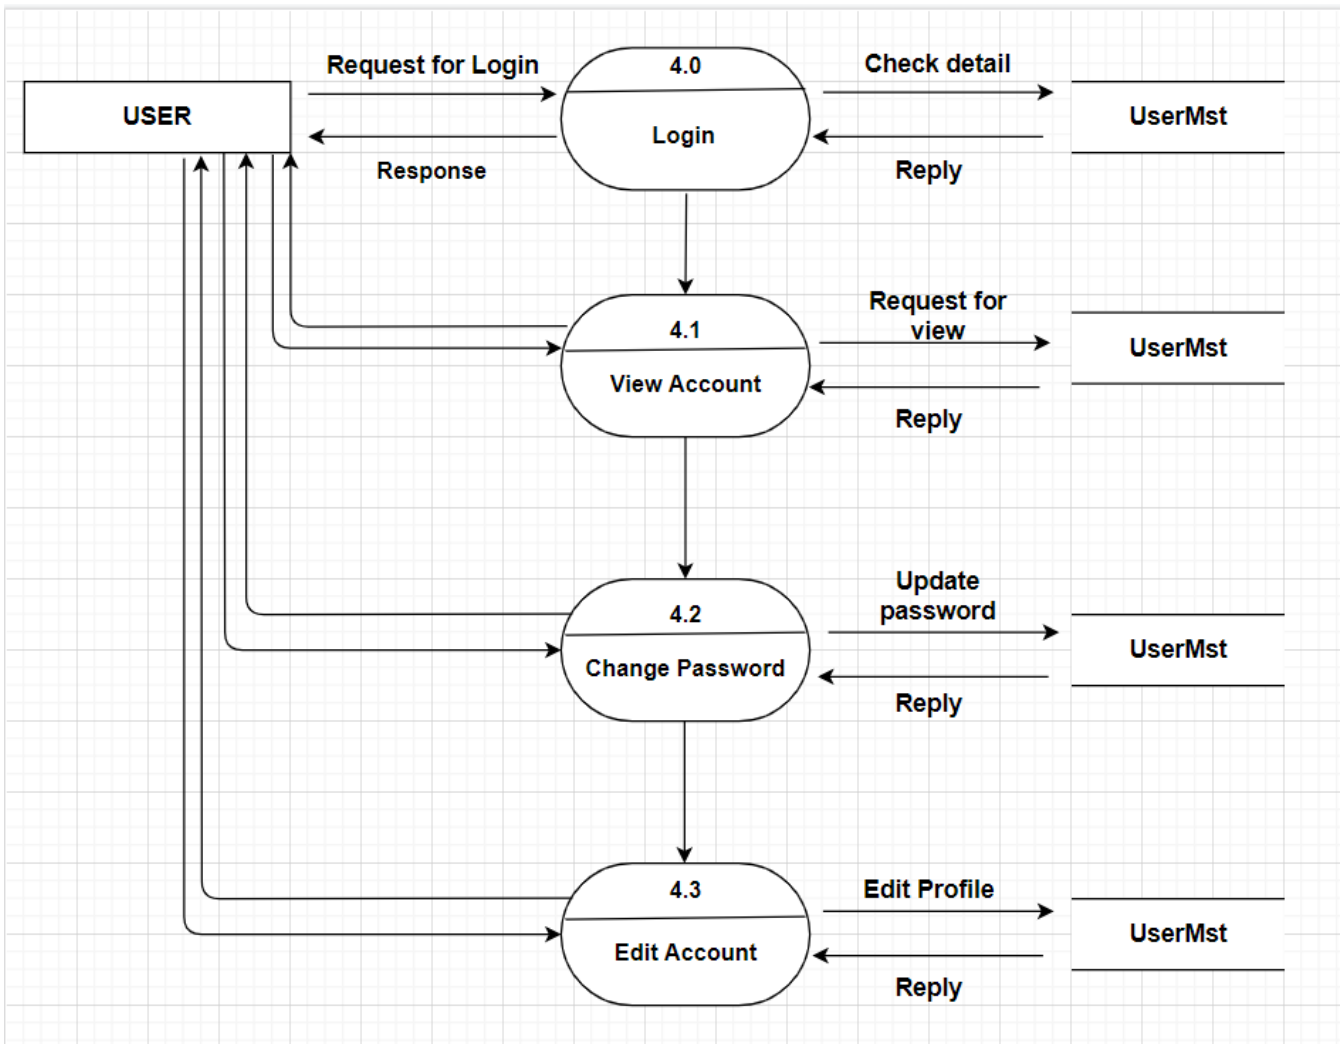 Request for Login
4.0
Check detail
USER
Login
UserMst
Response
Reply
4.1
Request for
view
View Account
UserMst
Reply
4.2
Update
password
Change Password
UserMst
Reply
4.3
Edit Profile
Edit Account
UserMst
Reply